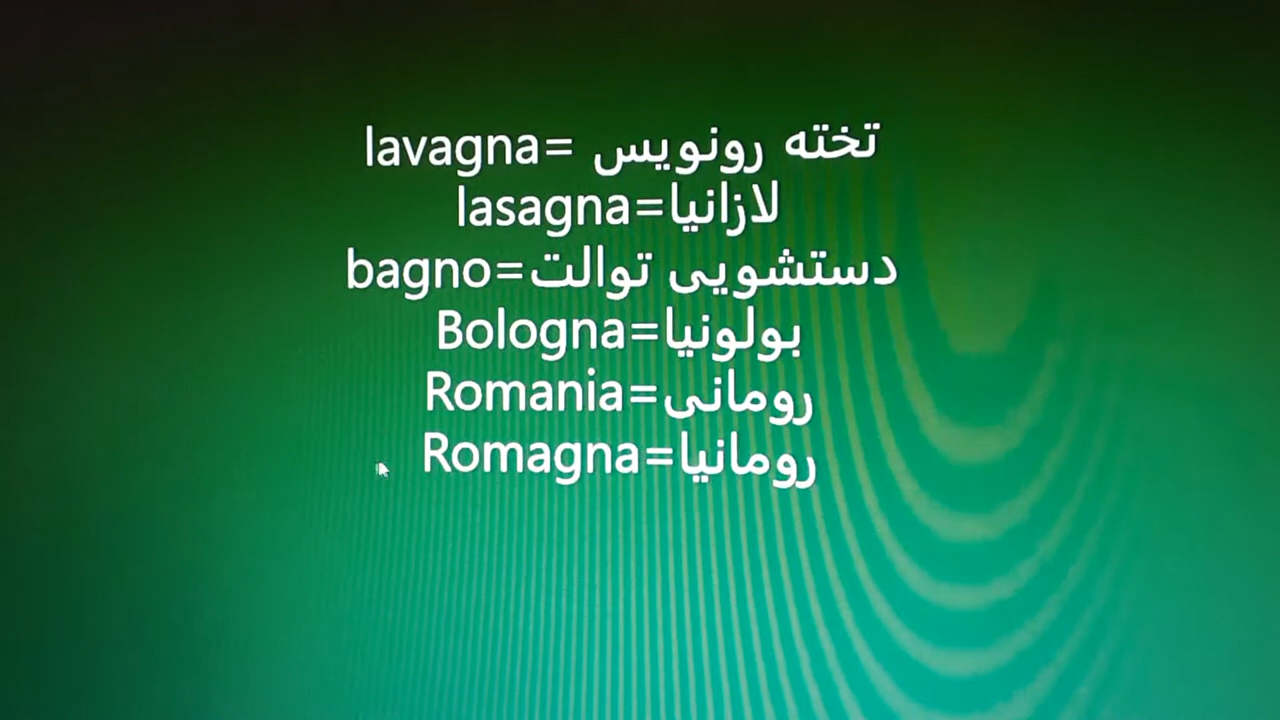 lavagna= تخته رونویس
lasagna=لازانیا
bagno=دستشویی توالت
Bologna=بولونیا
Romania=رومانی
Romagna=رومانیا